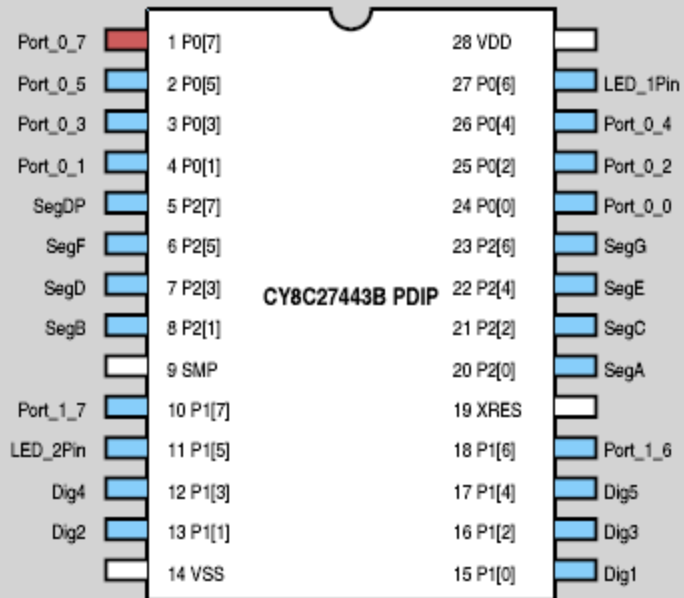 Port_0_7 1 P0[7] 28 VDD
Port_0_5 2 P0[5] 27 P0[6] LED_1Pin
Port_0_3 3 P0[3] 26 P0[4] Port_0_4
Port_0_1 4 P0[1] 25 P0[2] Port_0_2
SegDP 5 P2[7] 24 P0[0] Port_0_0
SegF 6 P2[5] 23 P2[6] SegG
SegD 7 P2[3] 22 P2[4] SegE
CY8C27443B PDIP
SegB 8 P2[1] 21 P2[2] SegC
9 SMP 20 P2[0] SegA
Port_1_7 10 P1[7] 19 XRES
LED_2Pin 11 P1[5] 18 P1[6] Port_1_6
Dig4 12 P1[3] 17 P1[4] Dig5
Dig2 13 P1[1] 16 P1[2] Dig3
14 VSS 15 P1[0] Dig1